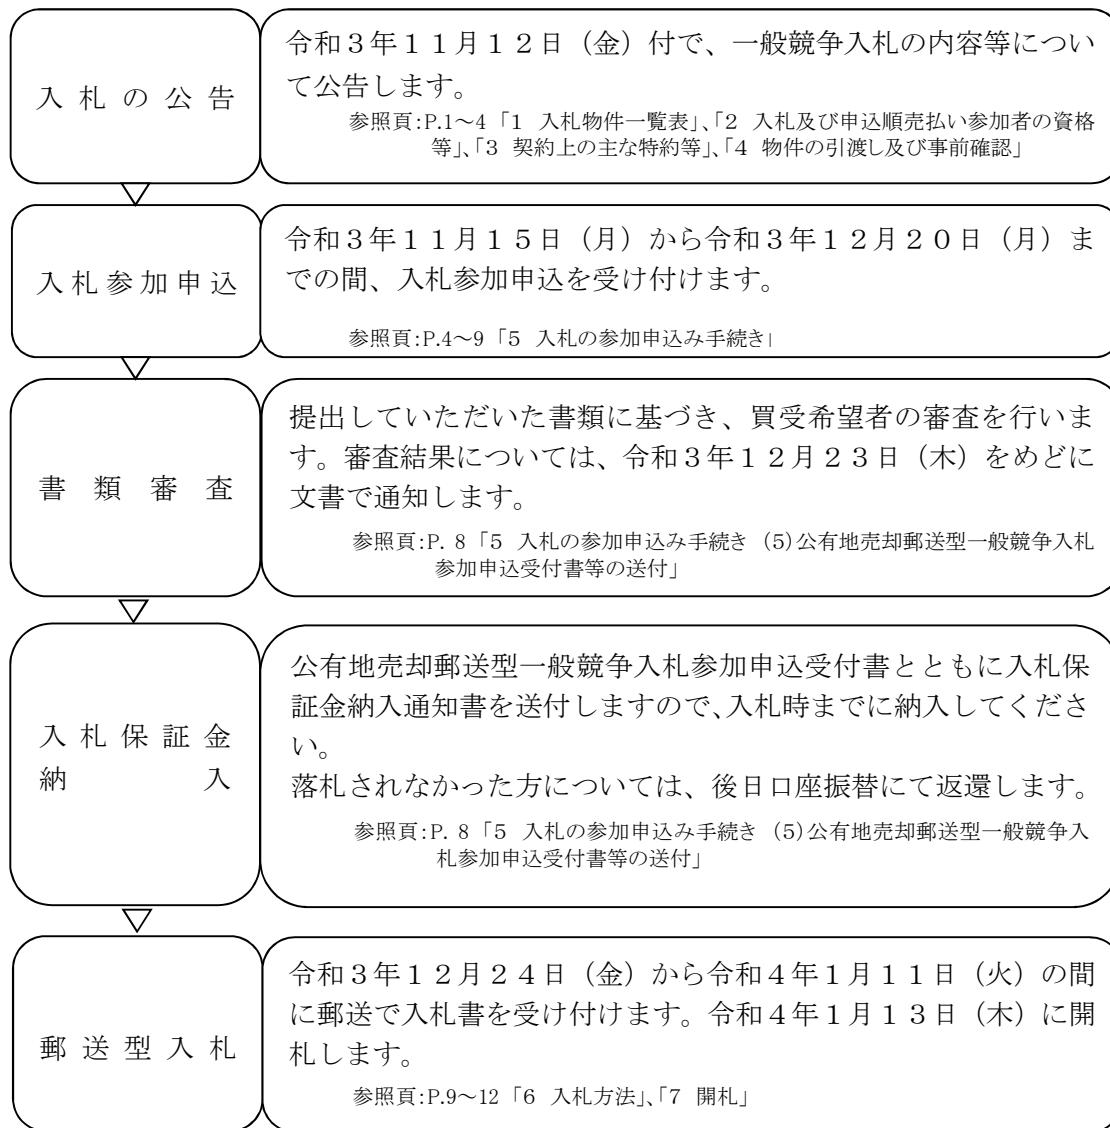 入札の公告
令和３年１１月１２日（金）付で、一般競争入札の内容等につい
て公告します。
参照頁:P.1～4「1 入札物件一覧表」、「2 入札及び申込順売払い参加者の資格
等」、「3 契約上の主な特約等」、「4 物件の引渡し及び事前確認」
入札参加申込
令和３年１１月１５日（月）から令和３年１２月２０日（月）ま
での間、入札参加申込を受け付けます。
参照頁:P.4～9「5 入札の参加申込み手続き」
書類審査
提出していただいた書類に基づき、買受希望者の審査を行いま
す。審査結果については、令和３年１２月２３日（木）をめどに
文書で通知します。
参照頁:P.8「5 入札の参加申込み手続き (5)公有地売却郵送型一般競争入札
参加申込受付書等の送付」
入札保証金
納入
公有地売却郵送型一般競争入札参加申込受付書とともに入札保
証金納入通知書を送付しますので、入札時までに納入してくださ
い。
落札されなかった方については、後日口座振替にて返還します。
参照頁:P.8「5 入札の参加申込み手続き (5)公有地売却郵送型一般競争入
札参加申込受付書等の送付」
郵送型入札
令和３年１２月２４日（金）から令和４年１月１１日（火）の間
に郵送で入札書を受け付けます。令和４年１月１３日（木）に開
札します。
参照頁:P.9～12「6 入札方法」、「7 開札」